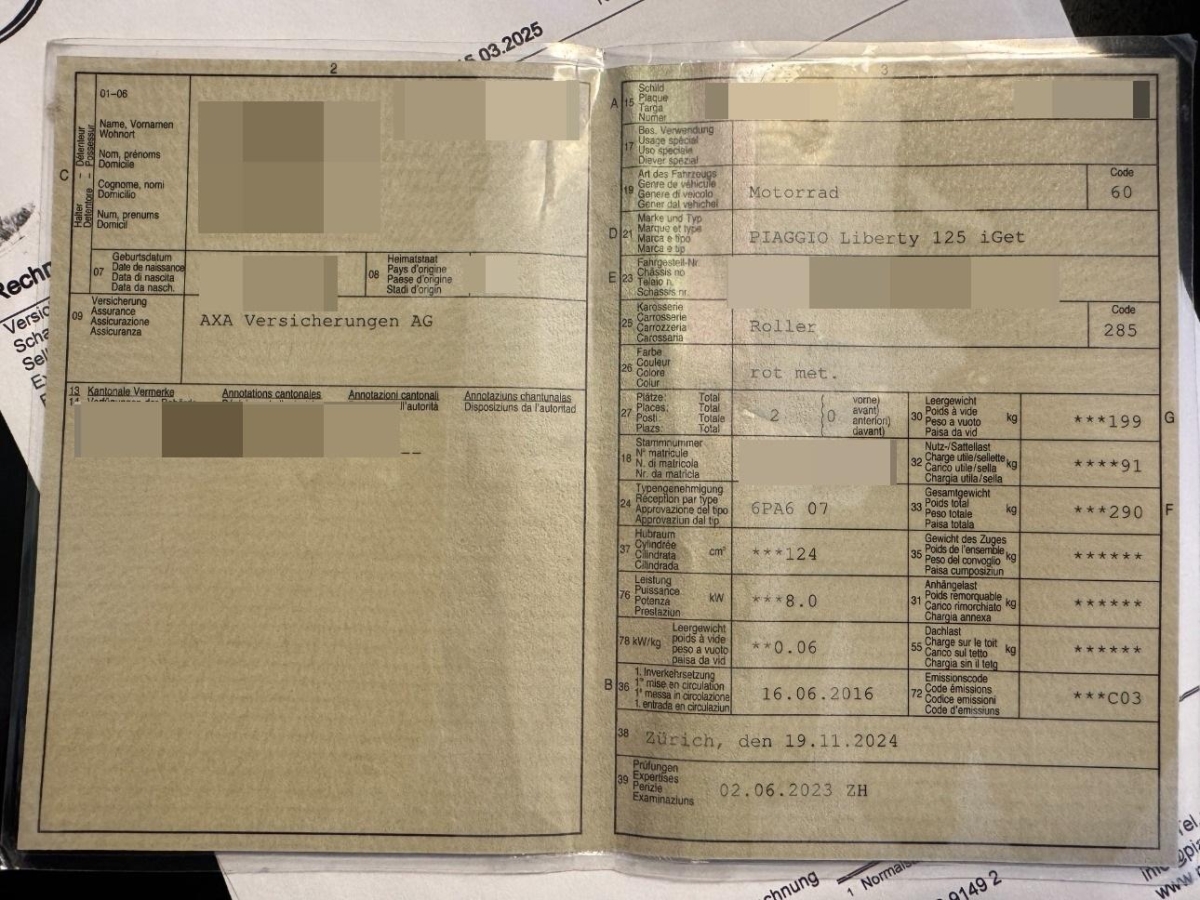 5.03.2025
2
01-06
Name, Vornamen
Wohnort
Nom, prénoms
Domicile
Cognome, nomi
Domicilio
Num, prenums
Domicil
C
Halter – Détenteur
Detentore – Possessur
07
Geburtsdatum
Date de naissance
Data di nascita
Data da nasch.
08
Heimatstaat
Pays d'origine
Paese d'origine
Stadi d'origin
09
Versicherung
Assurance
Assicurazione
Assicuranza
AXA Versicherungen AG
13 Kantonale Vermerke Annotations cantonales Annotazioni cantonali Annotaziuns chantunalas
14 Verfügungen der l'autorità Disposiziuns da l'autoritad
3
A 15
Schild
Plaque
Targa
Numer
17
Bes. Verwendung
Usage spécial
Uso speciale
Diever spezial
19
Art des Fahrzeugs
Genre de véhicule
Genere di veicolo
Gener dal vehichel
Motorrad
Code
60
D 21
Marke und Typ
Marque et type
Marca e tipo
Marca e tip
PIAGGIO Liberty 125 iGet
E 23
Fahrgestell-Nr.
Châssis no
Telaio n.
Schassis nr.
25
Karosserie
Carrosserie
Carrozzeria
Carossaria
Roller
Code
285
26
Farbe
Couleur
Colore
Colur
rot met.
27
Plätze: Total
Places: Total
Posti: Totale
Plazs: Total
2
0
vorne)
avant)
anteriori)
davant)
30
Leergewicht
Poids à vide
Peso a vuoto
Paisa da vid
kg
***199
G
18
Stammnummer
N° matricule
N. di matricola
Nr. da matricla
32
Nutz-/Sattellast
Charge utile/sellette
Carico utile/sella
Chargia utila/sella
kg
****91
24
Typengenehmigung
Réception par type
Approvazione del tipo
Approvaziun dal tip
6PA6 07
33
Gesamtgewicht
Poids total
Peso totale
Paisa totala
kg
***290
F
37
Hubraum
Cylindrée
Cilindrata
Cilindrada
cm³
***124
35
Gewicht des Zuges
Poids de l'ensemble
Peso del convoglio
Paisa cumposiziun
kg
******
76
Leistung
Puissance
Potenza
Prestaziun
kW
***8.0
31
Anhängelast
Poids remorquable
Carico rimorchiato
Chargia annexa
kg
******
78 kW/kg
Leergewicht
poids à vide
peso a vuoto
paisa da vid
**0.06
55
Dachlast
Charge sur le toit
Carico sul tetto
Chargia sin il tetg
kg
******
B 36
1. Inverkehrsetzung
1re mise en circulation
1a messa in circolazione
1. entrada en circulaziun
16.06.2016
72
Emissionscode
Code émissions
Codice emissioni
Code d'emissiuns
***C03
38
Zürich, den 19.11.2024
39
Prüfungen
Expertises
Perizie
Examinaziuns
02.06.2023 ZH
Rechn
Versic
Scha
chnung
1 Normals
9149 2
Tel.
www.